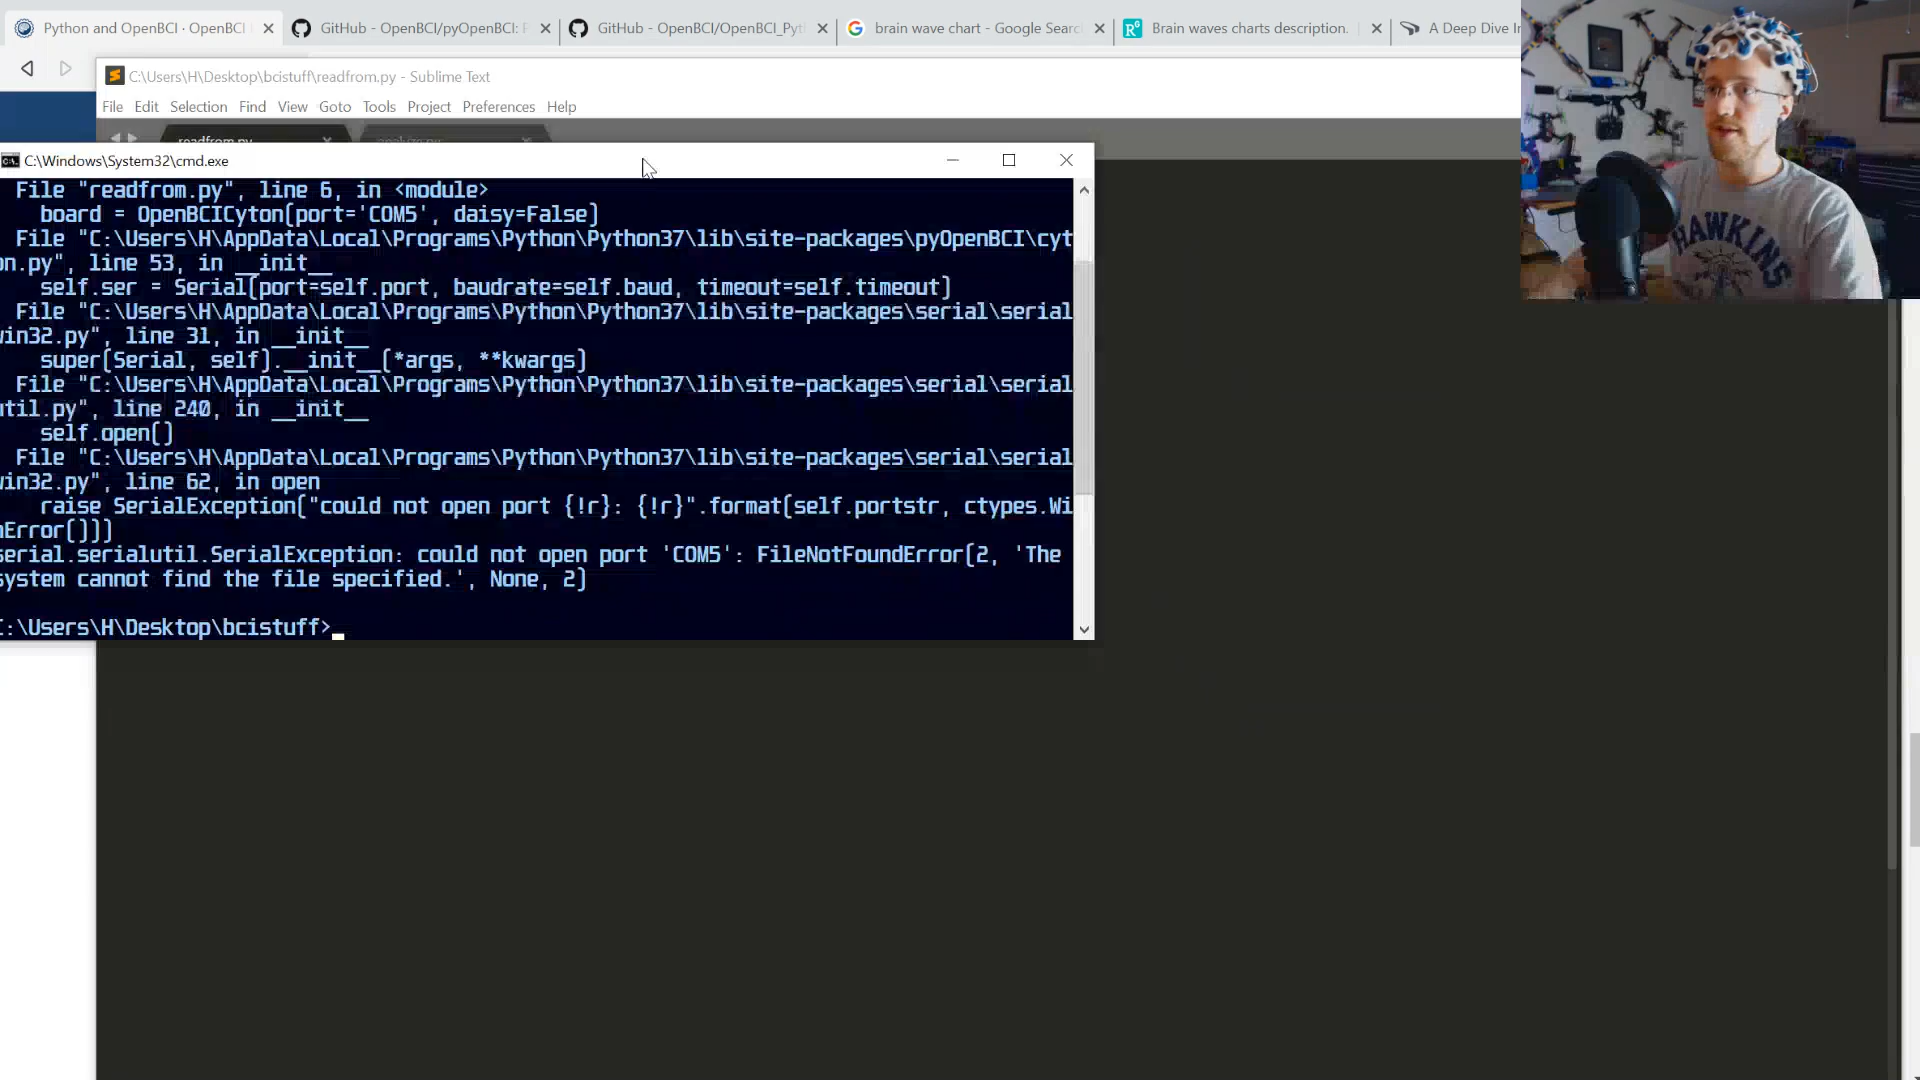 Python and OpenBCI · OpenBCI
GitHub - OpenBCI/pyOpenBCI:
GitHub - OpenBCI/OpenBCI_Pyt
brain wave chart - Google Searc
Brain waves charts description.
A Deep Dive In
C:\Users\H\Desktop\bcistuff\readfrom.py - Sublime Text
File Edit Selection Find View Goto Tools Project Preferences Help
readfrom.py
analyze.py
C:\Windows\System32\cmd.exe
File "readfrom.py", line 6, in <module>
board = OpenBCICyton(port='COM5', daisy=False)
File "C:\Users\H\AppData\Local\Programs\Python\Python37\lib\site-packages\pyOpenBCI\cyt
on.py", line 53, in __init__
self.ser = Serial(port=self.port, baudrate=self.baud, timeout=self.timeout)
File "C:\Users\H\AppData\Local\Programs\Python\Python37\lib\site-packages\serial\serial
win32.py", line 31, in __init__
super(Serial, self).__init__(*args, **kwargs)
File "C:\Users\H\AppData\Local\Programs\Python\Python37\lib\site-packages\serial\serial
util.py", line 240, in __init__
self.open()
File "C:\Users\H\AppData\Local\Programs\Python\Python37\lib\site-packages\serial\serial
win32.py", line 62, in open
raise SerialException("could not open port {!r}: {!r}".format(self.portstr, ctypes.Wi
nError()))
serial.serialutil.SerialException: could not open port 'COM5': FileNotFoundError(2, 'The
system cannot find the file specified.', None, 2)
C:\Users\H\Desktop\bcistuff>
HAWKINS